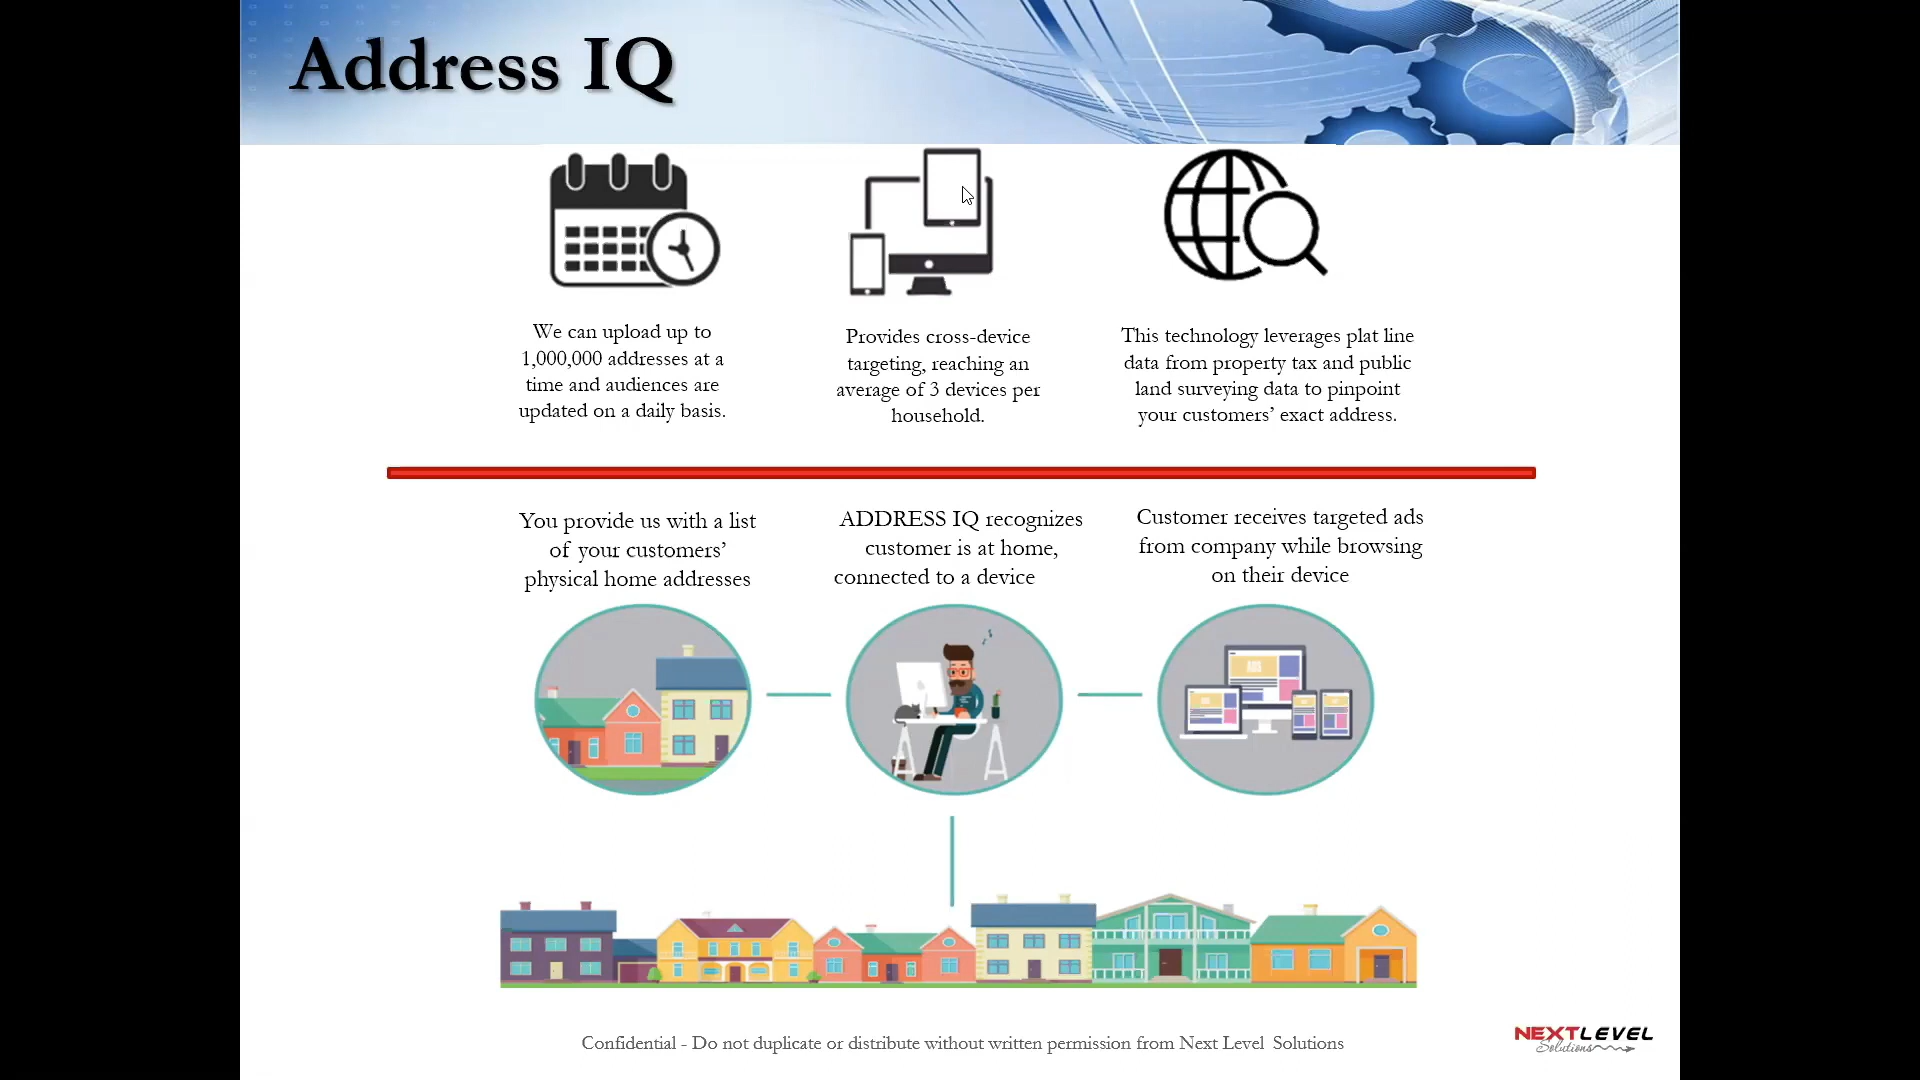 Address IQ
We can upload up to
1,000,000 addresses at a
time and audiences are
updated on a daily basis.
Provides cross-device
targeting, reaching an
average of 3 devices per
household.
This technology leverages plat line
data from property tax and public
land surveying data to pinpoint
your customers’ exact address.
You provide us with a list
of your customers’
physical home addresses
ADDRESS IQ recognizes
customer is at home,
connected to a device
Customer receives targeted ads
from company while browsing
on their device
ADS
Confidential - Do not duplicate or distribute without written permission from Next Level Solutions
NEXTLEVEL
Solutions